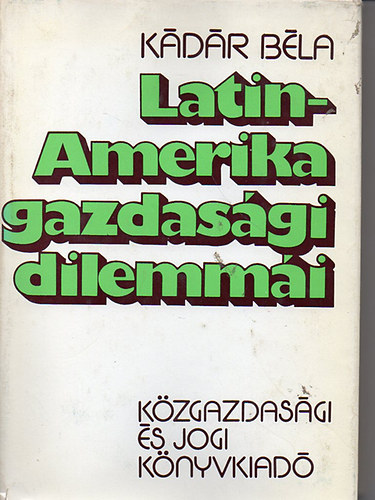 KÁDÁR BÉLA
Latin-
Amerika
gazdasági
dilemmái
KÖZGAZDASÁGI
ÉS JOGI
KÖNYVKIADÓ